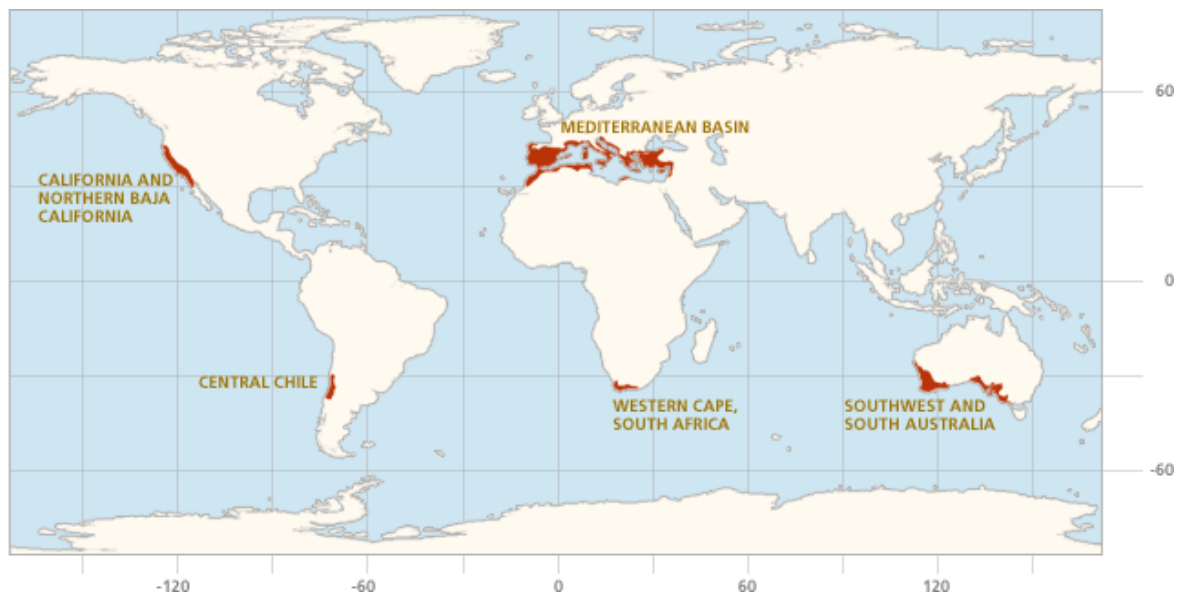 60
MEDITERRANEAN BASIN
CALIFORNIA AND
NORTHERN BAJA
CALIFORNIA
0
CENTRAL CHILE
WESTERN CAPE,
SOUTH AFRICA
SOUTHWEST AND
SOUTH AUSTRALIA
-60
-120 -60 0 60 120